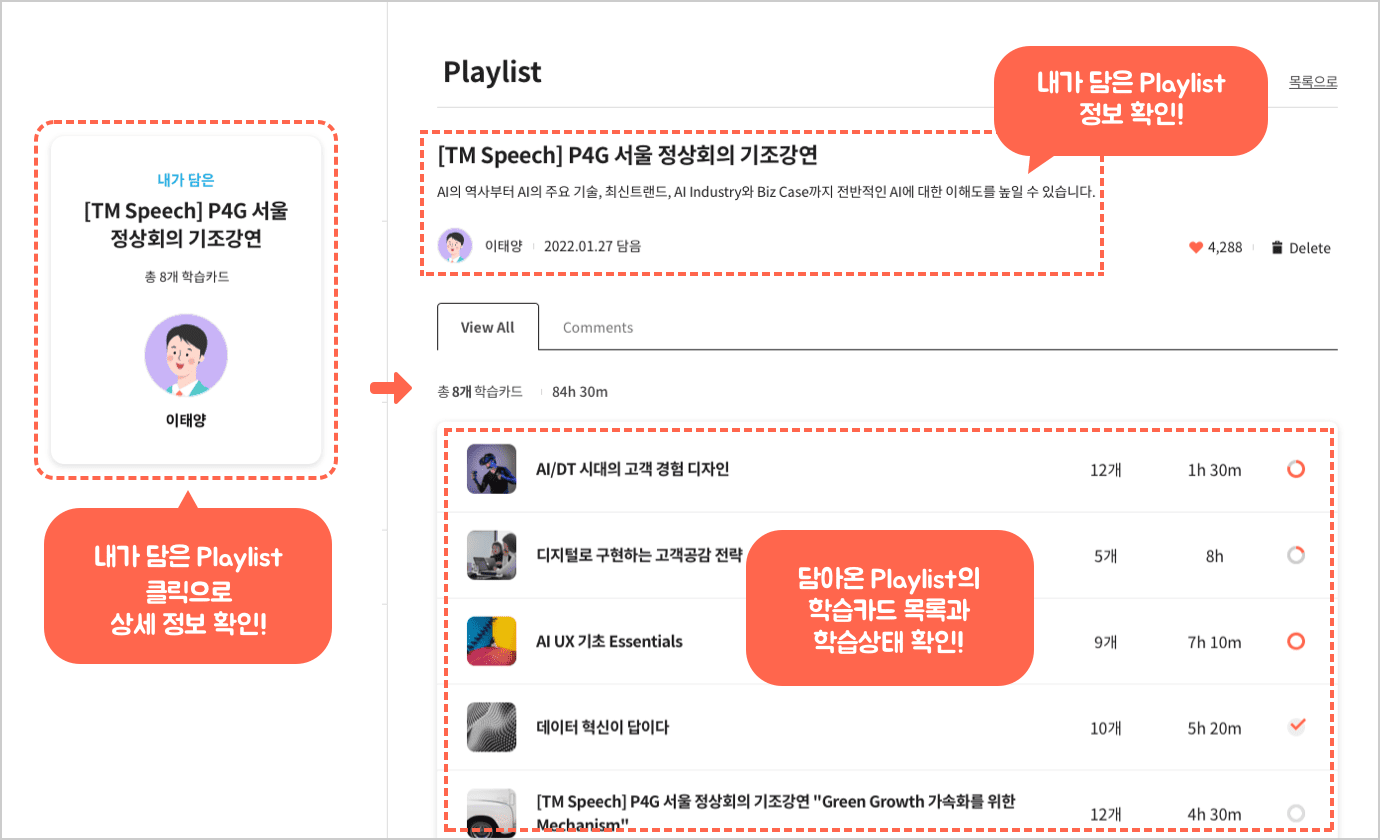 내가 담은
[TM Speech] P4G 서울
정상회의 기조강연
총 8개 학습카드
이태양
내가 담은 Playlist
클릭으로
상세 정보 확인!
Playlist
목록으로
내가 담은 Playlist
정보 확인!
[TM Speech] P4G 서울 정상회의 기조강연
AI의 역사부터 AI의 주요 기술, 최신트랜드, AI Industry와 Biz Case까지 전반적인 AI에 대한 이해도를 높일 수 있습니다.
이태양 2022.01.27 담음
4,288 Delete
View All Comments
총 8개 학습카드 84h 30m
AI/DT 시대의 고객 경험 디자인 12개 1h 30m
디지털로 구현하는 고객공감 전략 5개 8h
담아온 Playlist의
학습카드 목록과
학습상태 확인!
AI UX 기초 Essentials 9개 7h 10m
데이터 혁신이 답이다 10개 5h 20m
[TM Speech] P4G 서울 정상회의 기조강연 "Green Growth 가속화를 위한
Mechanism" 12개 4h 30m